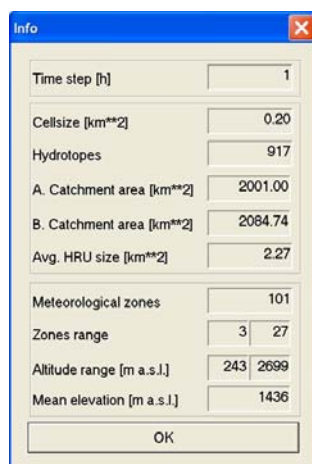 Info
Time step [h] 1
Cellsize [km**2] 0.20
Hydrotopes 917
A. Catchment area [km**2] 2001.00
B. Catchment area [km**2] 2084.74
Avg. HRU size [km**2] 2.27
Meteorological zones 101
Zones range 3 27
Altitude range [m a.s.l.] 243 2699
Mean elevation [m a.s.l.] 1436
OK